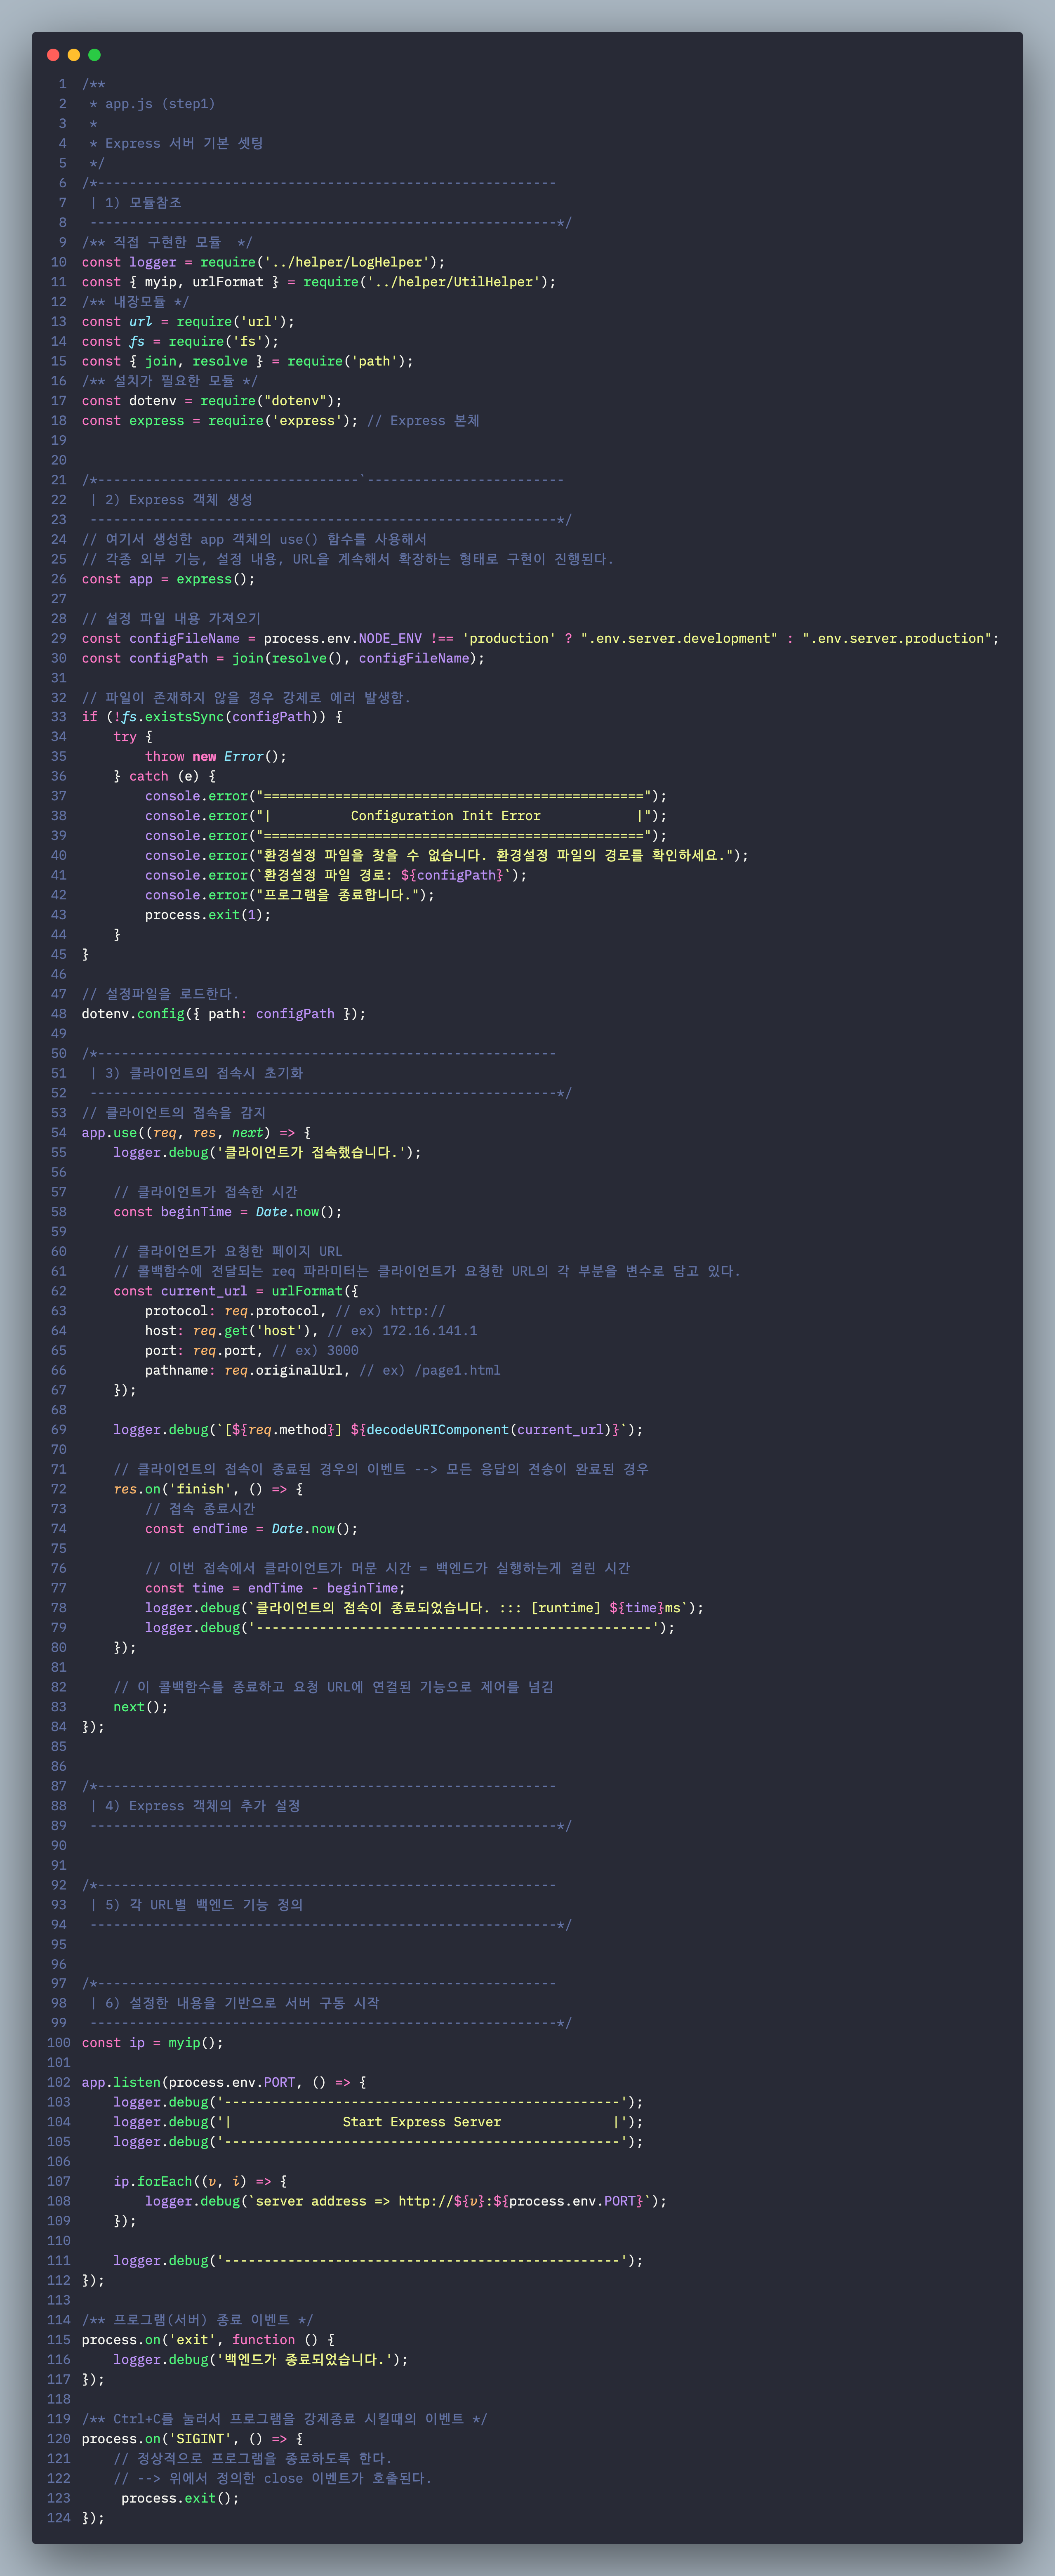 1 /**
2  * app.js (step1)
3  *
4  * Express 서버 기본 셋팅
5  */
6 /*----------------------------------------------------------
7  | 1) 모듈참조
8  -----------------------------------------------------------*/
9 /** 직접 구현한 모듈  */
10 const logger = require('../helper/LogHelper');
11 const { myip, urlFormat } = require('../helper/UtilHelper');
12 /** 내장모듈 */
13 const url = require('url');
14 const fs = require('fs');
15 const { join, resolve } = require('path');
16 /** 설치가 필요한 모듈 */
17 const dotenv = require("dotenv");
18 const express = require('express'); // Express 본체
19
20
21 /*---------------------------------`-------------------------
22  | 2) Express 객체 생성
23  -----------------------------------------------------------*/
24 // 여기서 생성한 app 객체의 use() 함수를 사용해서
25 // 각종 외부 기능, 설정 내용, URL을 계속해서 확장하는 형태로 구현이 진행된다.
26 const app = express();
27
28 // 설정 파일 내용 가져오기
29 const configFileName = process.env.NODE_ENV !== 'production' ? ".env.server.development" : ".env.server.production";
30 const configPath = join(resolve(), configFileName);
31
32 // 파일이 존재하지 않을 경우 강제로 에러 발생함.
33 if (!fs.existsSync(configPath)) {
34     try {
35         throw new Error();
36     } catch (e) {
37         console.error("================================================");
38         console.error("|          Configuration Init Error            |");
39         console.error("================================================");
40         console.error("환경설정 파일을 찾을 수 없습니다. 환경설정 파일의 경로를 확인하세요.");
41         console.error(`환경설정 파일 경로: ${configPath}`);
42         console.error("프로그램을 종료합니다.");
43         process.exit(1);
44     }
45 }
46
47 // 설정파일을 로드한다.
48 dotenv.config({ path: configPath });
49
50 /*----------------------------------------------------------
51  | 3) 클라이언트의 접속시 초기화
52  -----------------------------------------------------------*/
53 // 클라이언트의 접속을 감지
54 app.use((req, res, next) => {
55     logger.debug('클라이언트가 접속했습니다.');
56
57     // 클라이언트가 접속한 시간
58     const beginTime = Date.now();
59
60     // 클라이언트가 요청한 페이지 URL
61     // 콜백함수에 전달되는 req 파라미터는 클라이언트가 요청한 URL의 각 부분을 변수로 담고 있다.
62     const current_url = urlFormat({
63         protocol: req.protocol, // ex) http://
64         host: req.get('host'), // ex) 172.16.141.1
65         port: req.port, // ex) 3000
66         pathname: req.originalUrl, // ex) /page1.html
67     });
68
69     logger.debug(`[${req.method}] ${decodeURIComponent(current_url)}`);
70
71     // 클라이언트의 접속이 종료된 경우의 이벤트 --> 모든 응답의 전송이 완료된 경우
72     res.on('finish', () => {
73         // 접속 종료시간
74         const endTime = Date.now();
75
76         // 이번 접속에서 클라이언트가 머문 시간 = 백엔드가 실행하는게 걸린 시간
77         const time = endTime - beginTime;
78         logger.debug(`클라이언트의 접속이 종료되었습니다. ::: [runtime] ${time}ms`);
79         logger.debug('--------------------------------------------------');
80     });
81
82     // 이 콜백함수를 종료하고 요청 URL에 연결된 기능으로 제어를 넘김
83     next();
84 });
85
86
87 /*----------------------------------------------------------
88  | 4) Express 객체의 추가 설정
89  -----------------------------------------------------------*/
90
91
92 /*----------------------------------------------------------
93  | 5) 각 URL별 백엔드 기능 정의
94  -----------------------------------------------------------*/
95
96
97 /*----------------------------------------------------------
98  | 6) 설정한 내용을 기반으로 서버 구동 시작
99  -----------------------------------------------------------*/
100 const ip = myip();
101
102 app.listen(process.env.PORT, () => {
103     logger.debug('--------------------------------------------------');
104     logger.debug('|              Start Express Server              |');
105     logger.debug('--------------------------------------------------');
106
107     ip.forEach((v, i) => {
108         logger.debug(`server address => http://${v}:${process.env.PORT}`);
109     });
110
111     logger.debug('--------------------------------------------------');
112 });
113
114 /** 프로그램(서버) 종료 이벤트 */
115 process.on('exit', function () {
116     logger.debug('백엔드가 종료되었습니다.');
117 });
118
119 /** Ctrl+C를 눌러서 프로그램을 강제종료 시킬때의 이벤트 */
120 process.on('SIGINT', () => {
121     // 정상적으로 프로그램을 종료하도록 한다.
122     // --> 위에서 정의한 close 이벤트가 호출된다.
123      process.exit();
124 });